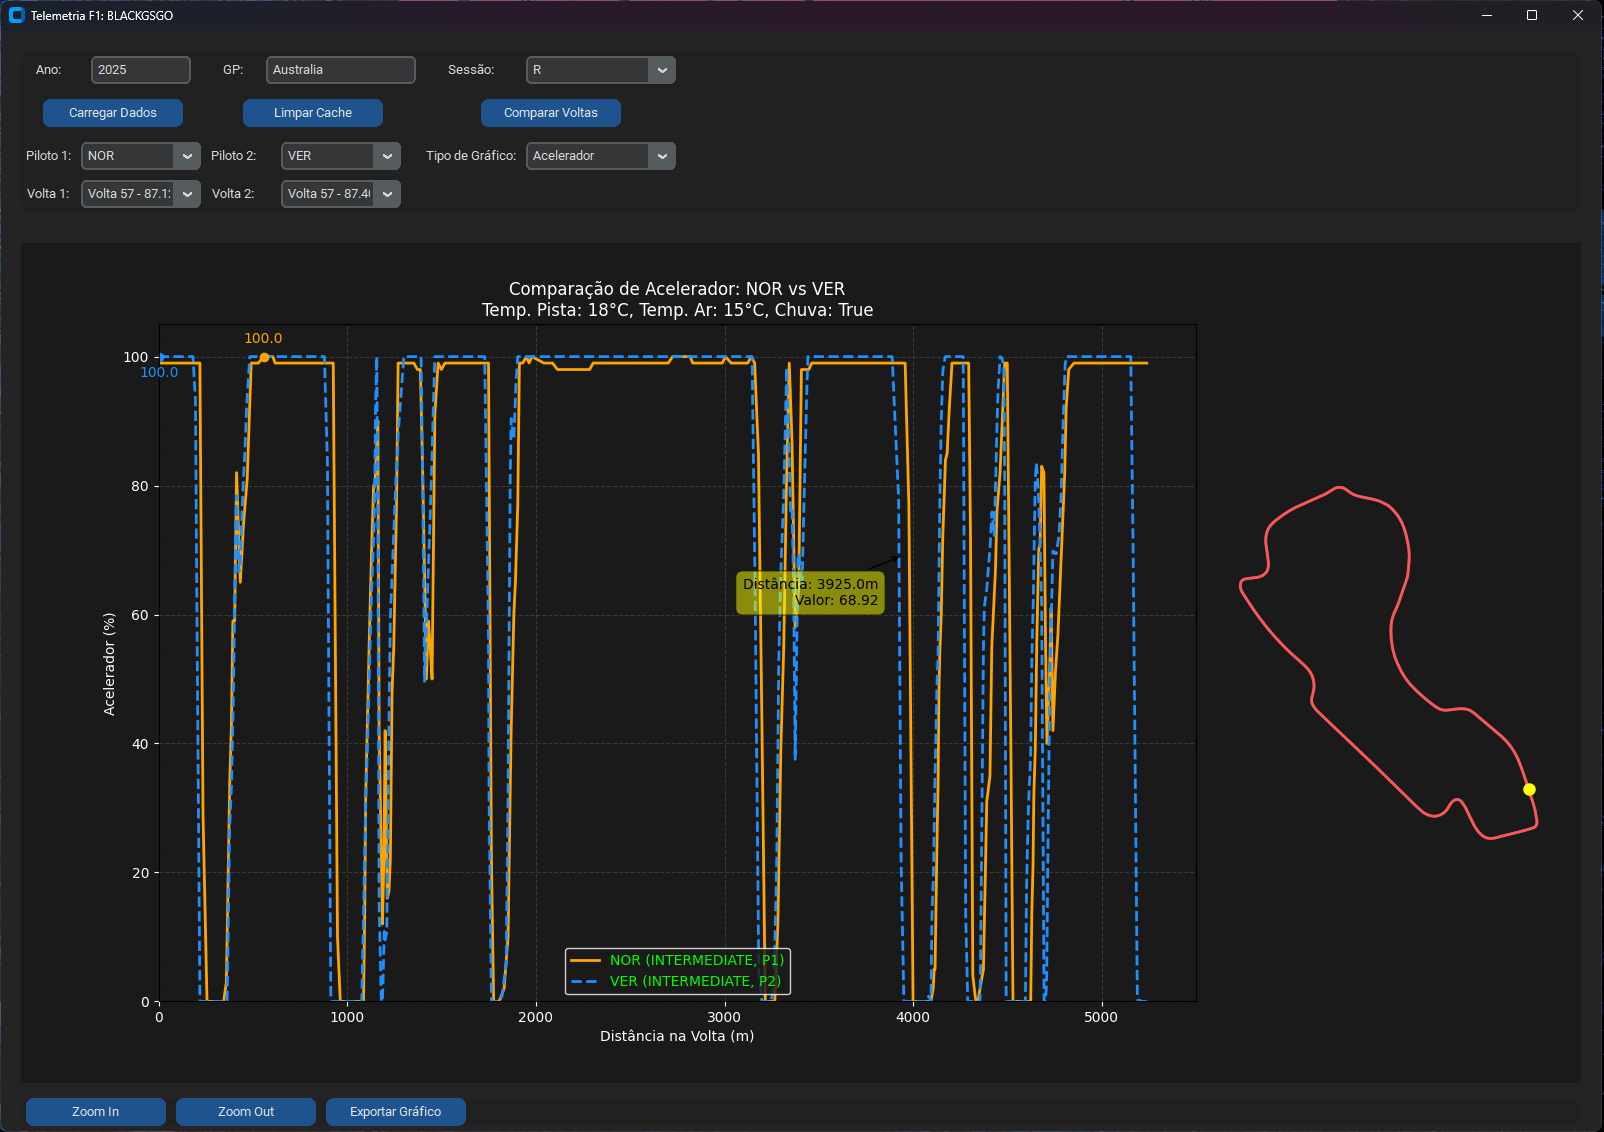 Telemetria F1: BLACKGSGO
Ano: 2025 GP: Australia Sessão: R
Carregar Dados Limpar Cache Comparar Voltas
Piloto 1: NOR Piloto 2: VER Tipo de Gráfico: Acelerador
Volta 1: Volta 57 - 87.1 Volta 2: Volta 57 - 87.4
Comparação de Acelerador: NOR vs VER
Temp. Pista: 18°C, Temp. Ar: 15°C, Chuva: True
100.0
100
100.0
80
Distância: 3925.0m
Valor: 68.92
60
Acelerador (%)
40
20
NOR (INTERMEDIATE, P1)
VER (INTERMEDIATE, P2)
0
0 1000 2000 3000 4000 5000
Distância na Volta (m)
Zoom In Zoom Out Exportar Gráfico